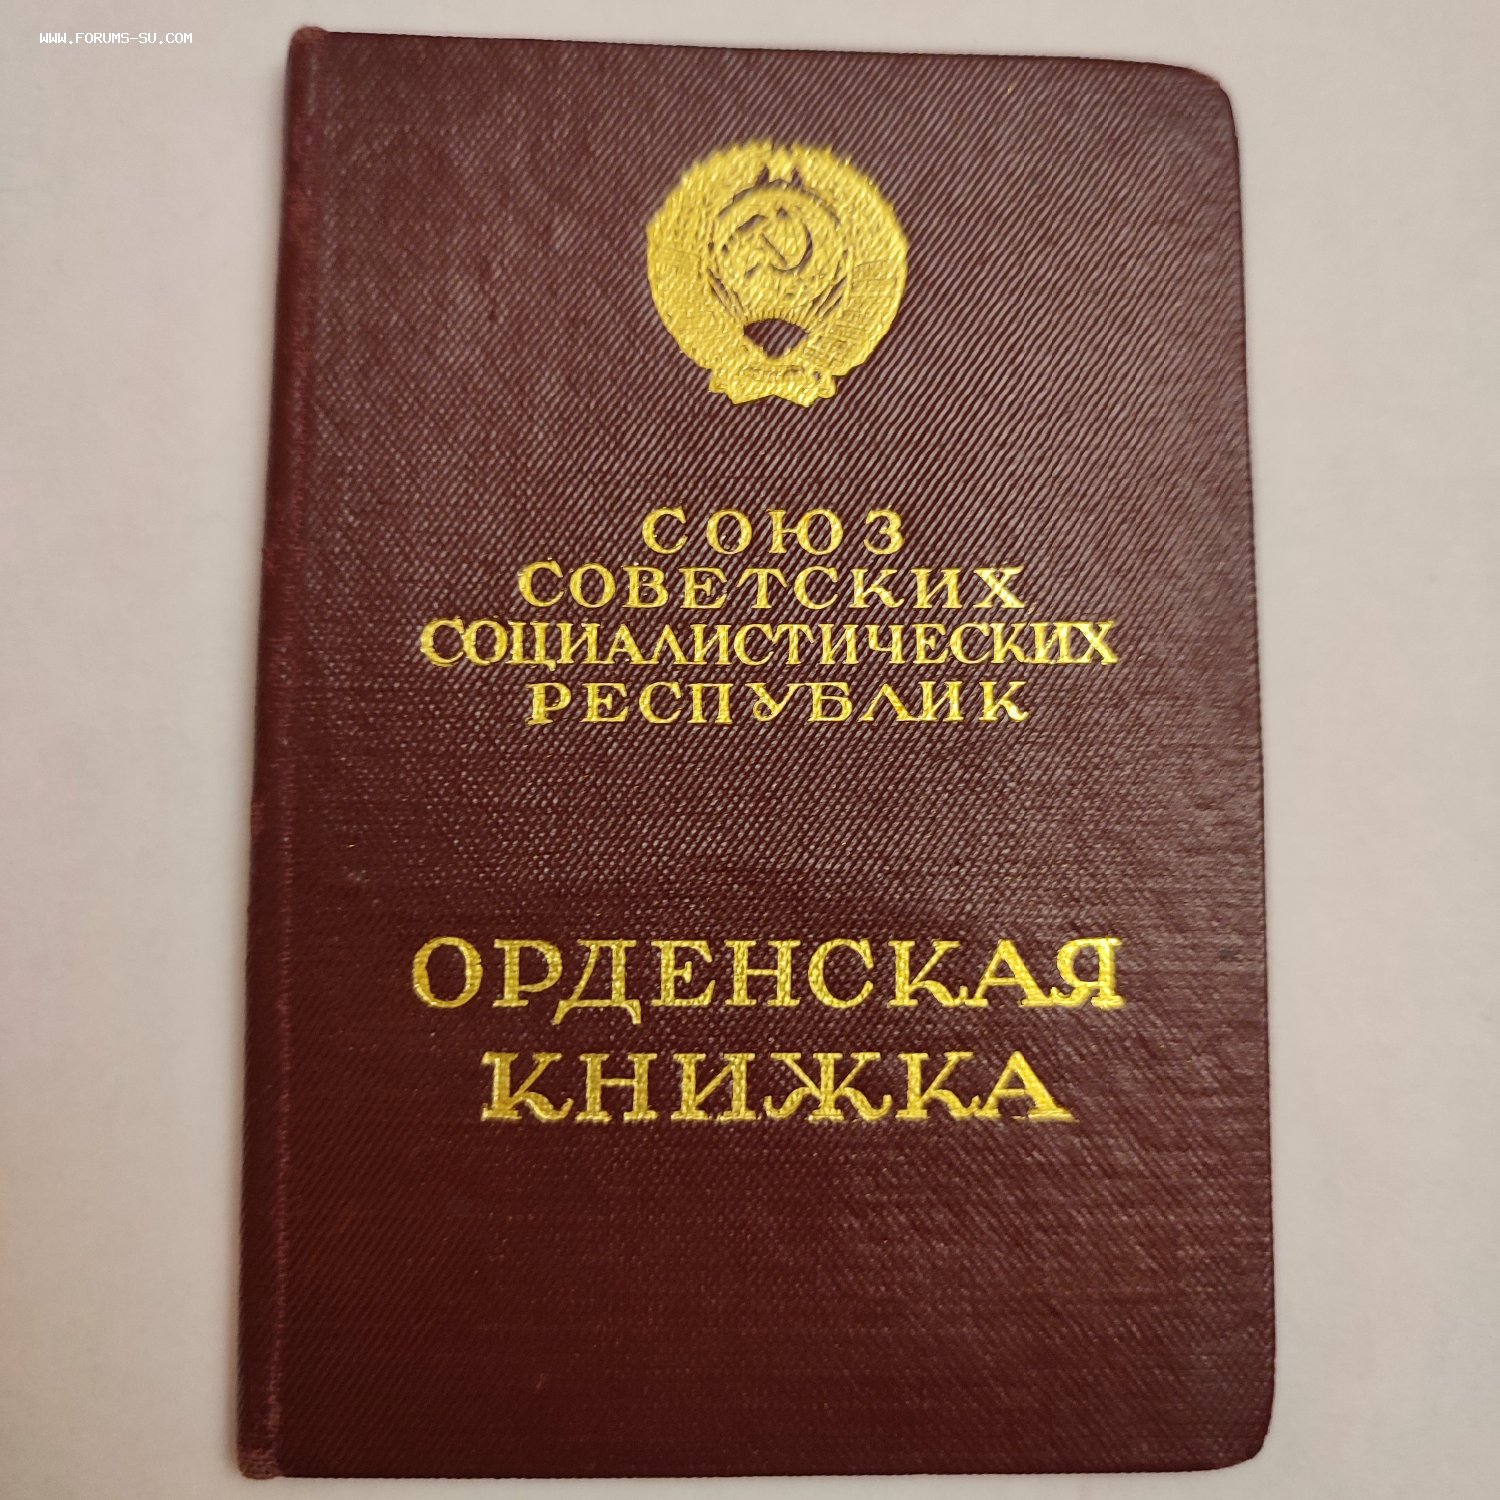 WWW.FORUMS-SU.COM
СОЮЗ
СОВЕТСКИХ
СОЦИАЛИСТИЧЕСКИХ
РЕСПУБЛИК
ОРДЕНСКАЯ
КНИЖКА